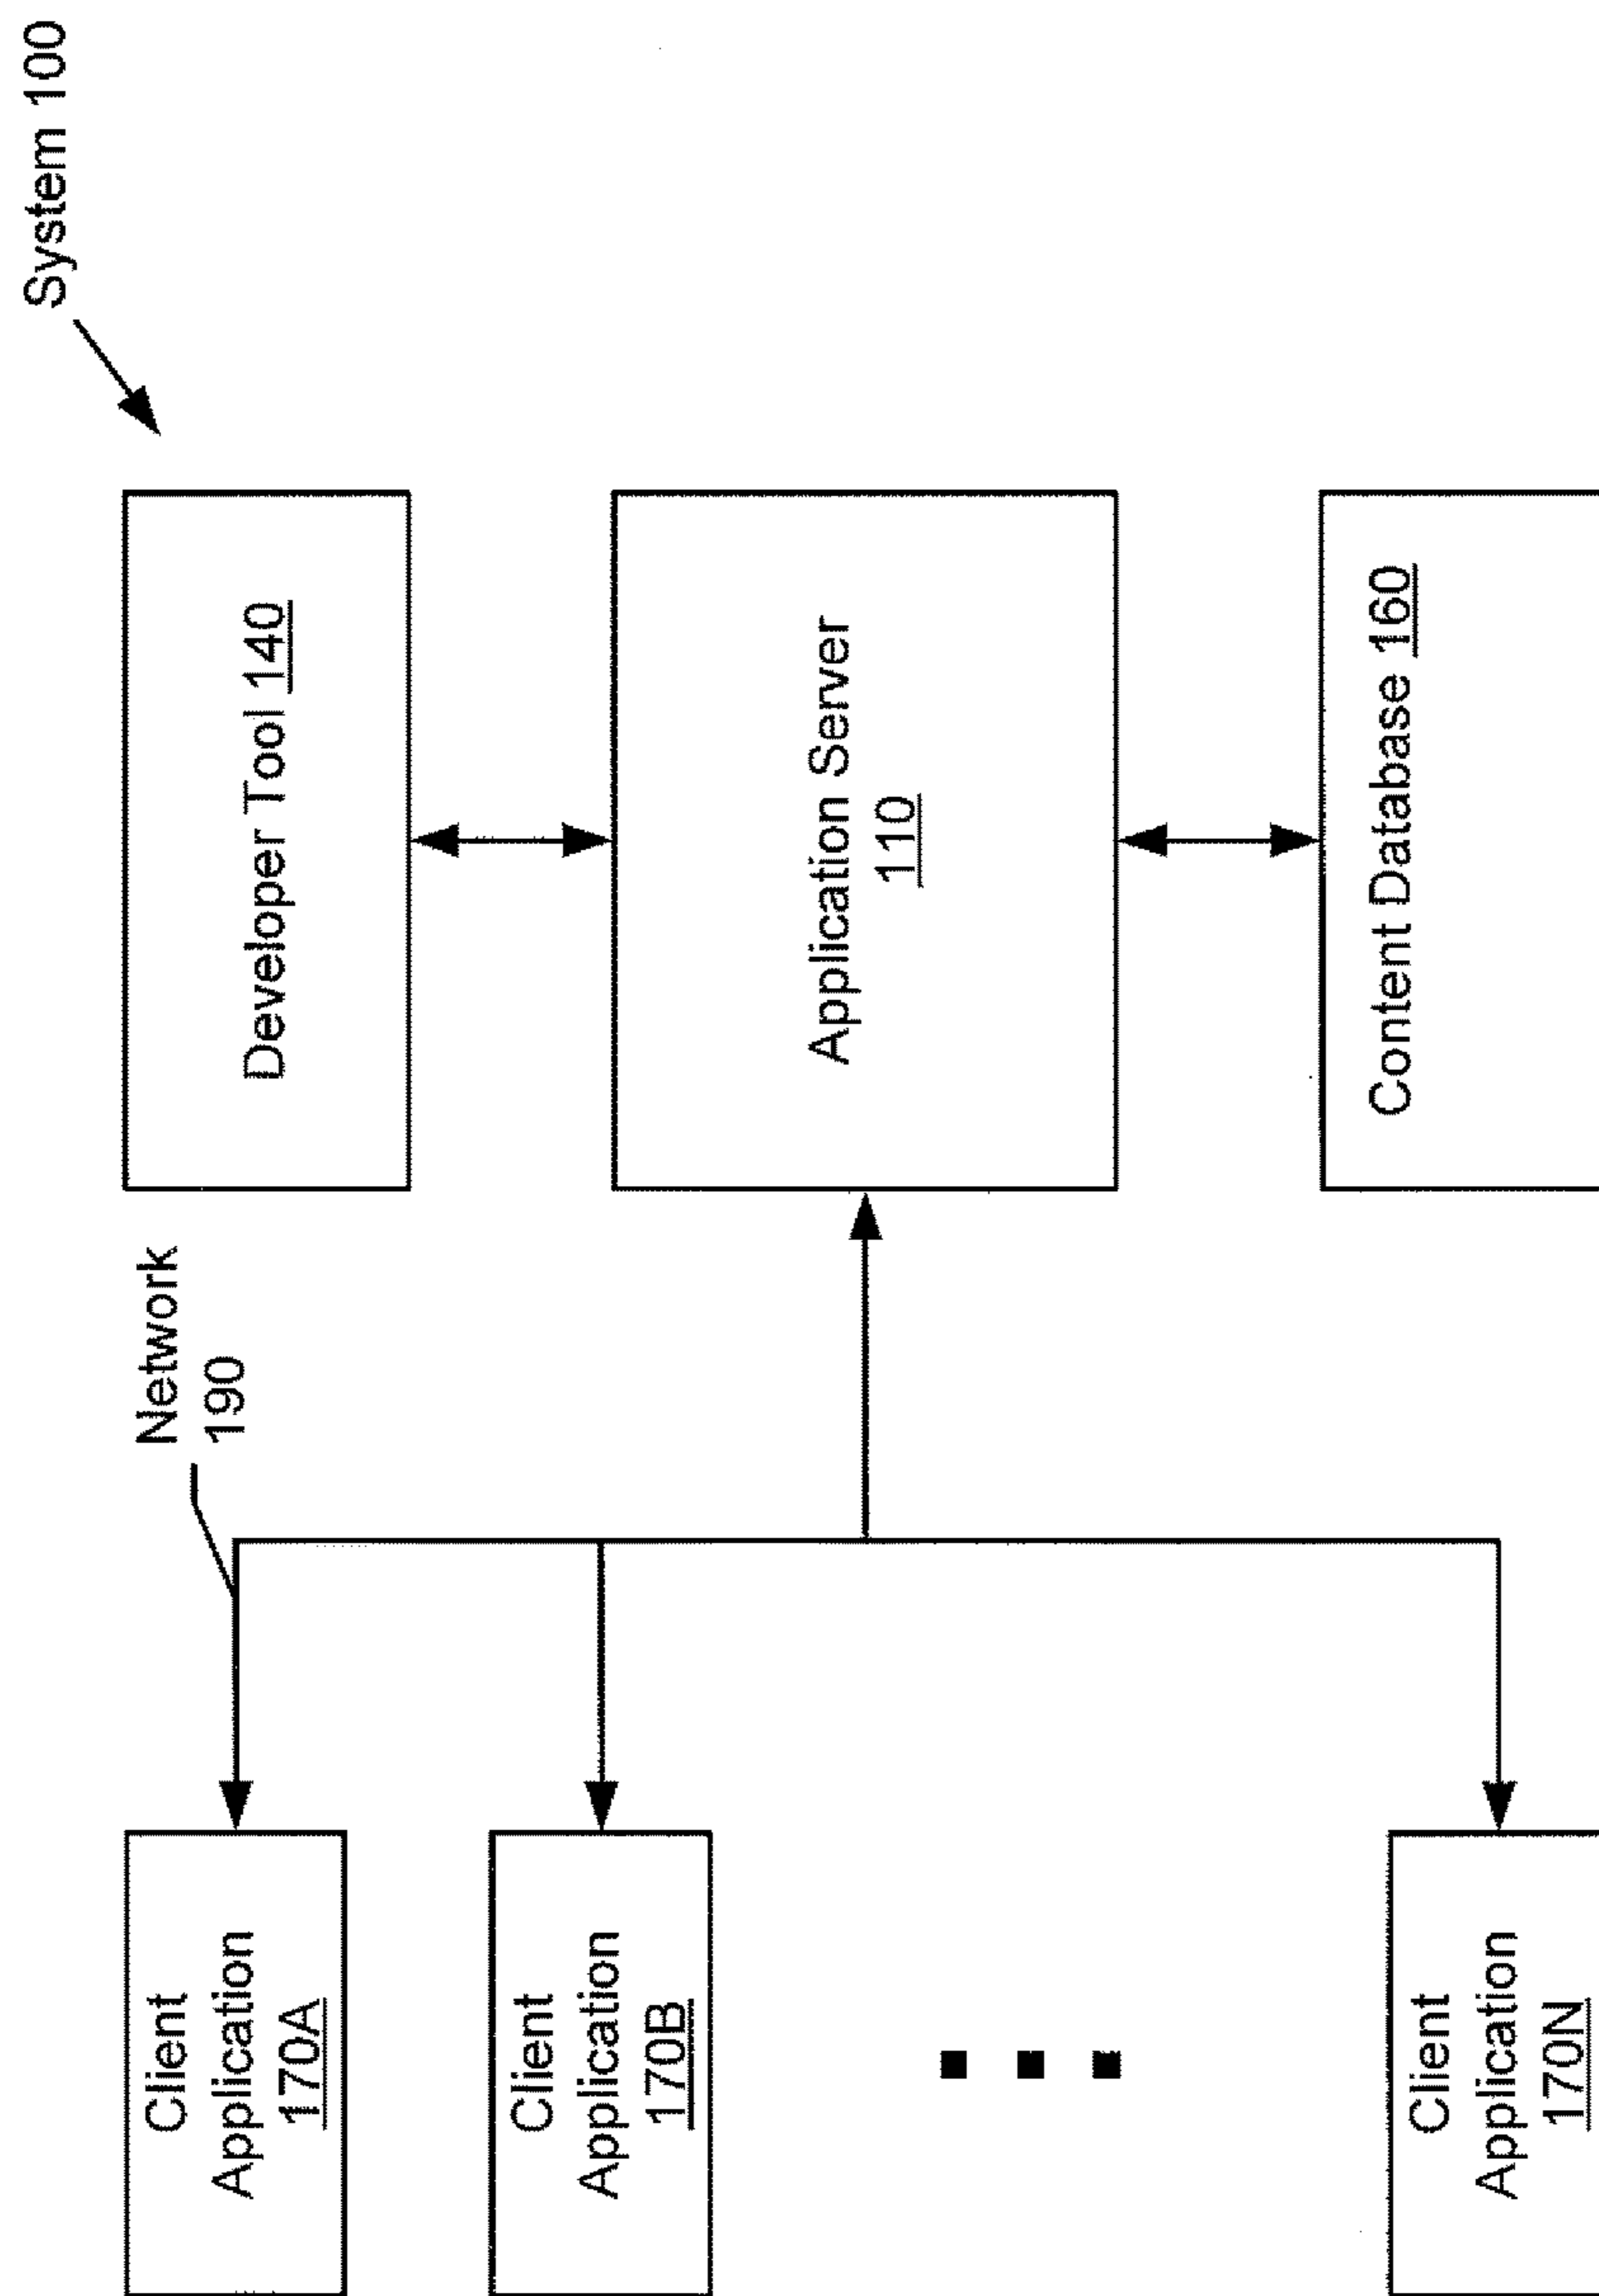 System 100
Client
Application
170A
Network
190
Developer Tool 140
Client
Application
170B
Application Server
110
Client
Application
170N
Content Database 160